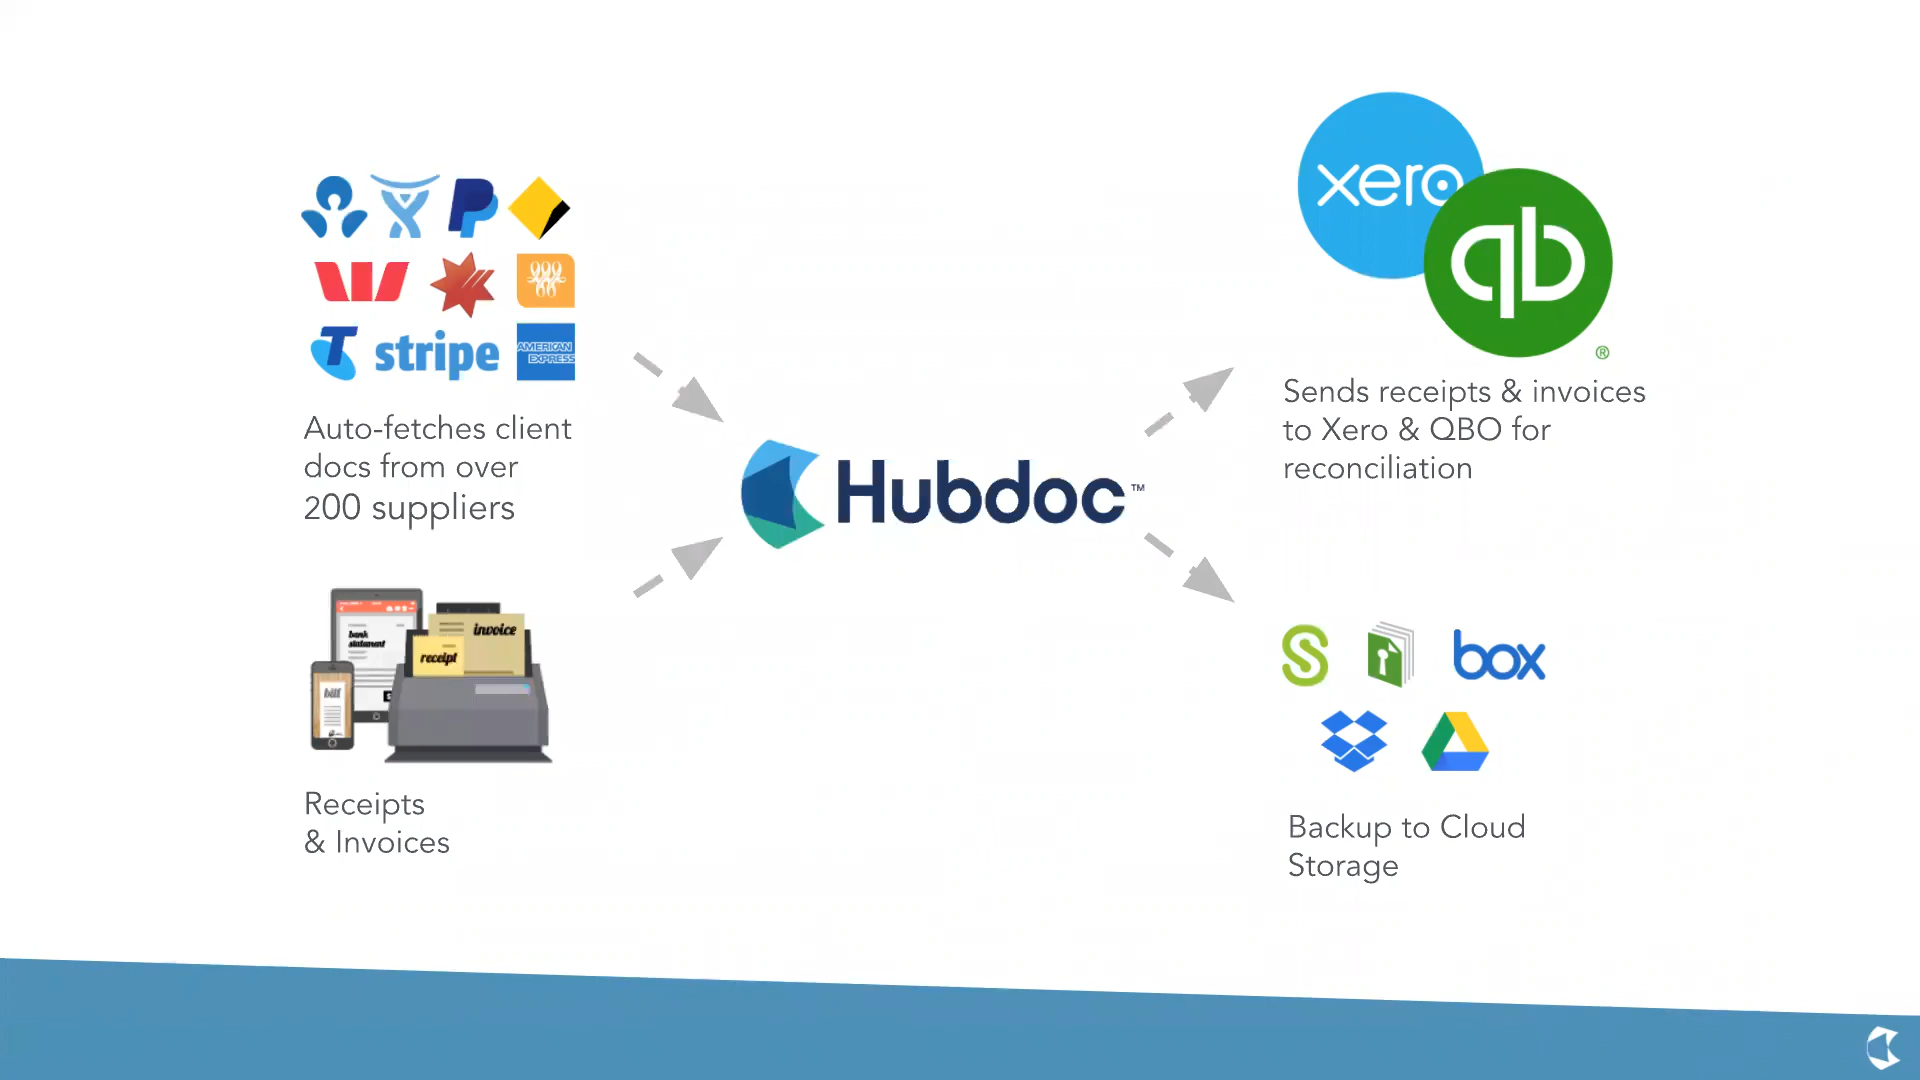 stripe
AMERICAN
EXPRESS
Auto-fetches client
docs from over
200 suppliers
bank
statement
invoice
receipt
bill
Receipts
& Invoices
Hubdoc™
xero
qb
®
Sends receipts & invoices
to Xero & QBO for
reconciliation
box
Backup to Cloud
Storage